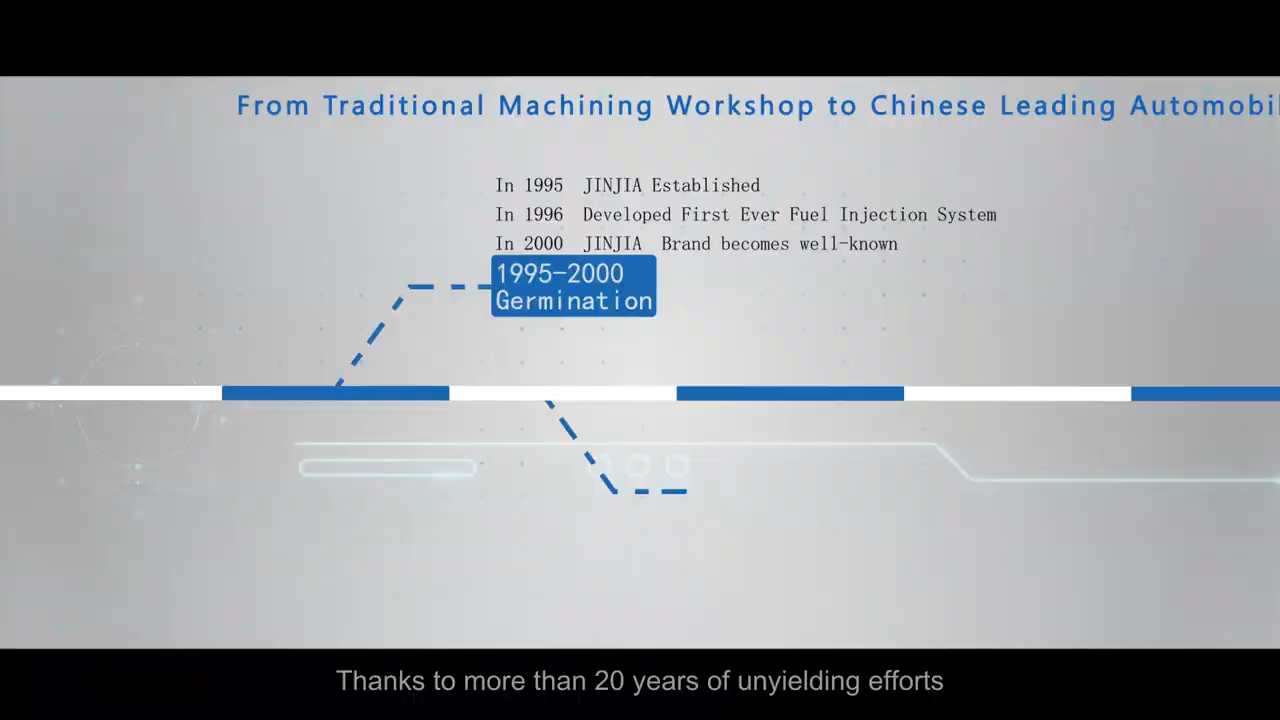 From Traditional Machining Workshop to Chinese Leading
In 1995 JINJIA Established
In 1996 Developed First Ever Fuel Injection System
In 2000 JINJIA Brand becomes well-known
1995-2000
Germination
Thanks to more than 20 years of unyielding efforts